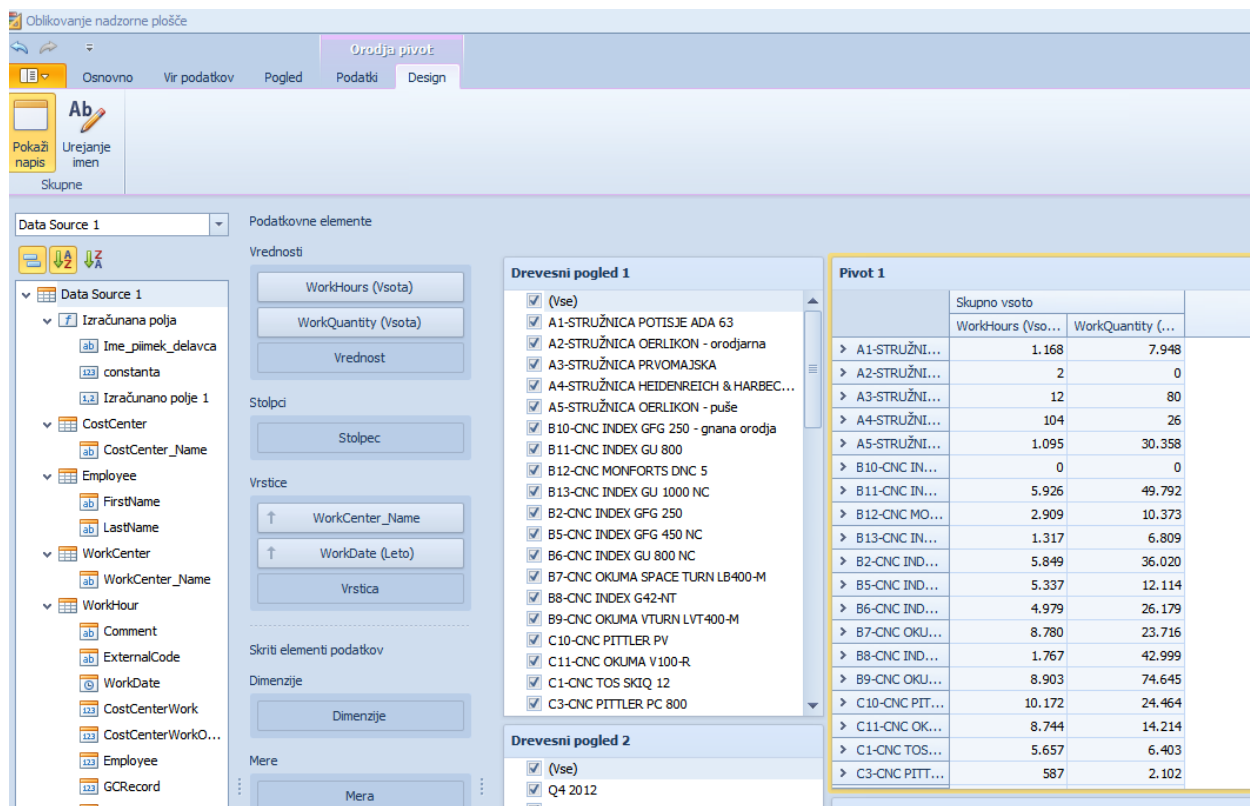 Oblikovanje nadzorne plošče
Orodja pivot
Osnovno Vir podatkov Pogled Podatki Design
Ab
Pokaži napis
Urejanje imen
Skupne
Data Source 1
Data Source 1
Izračunana polja
ab Ime_piimek_delavca
123 constanta
1,2 Izračunano polje 1
CostCenter
ab CostCenter_Name
Employee
ab FirstName
ab LastName
WorkCenter
ab WorkCenter_Name
WorkHour
ab Comment
ab ExternalCode
WorkDate
123 CostCenterWork
123 CostCenterWorkO...
123 Employee
123 GCRecord
Podatkovne elemente
Vrednosti
WorkHours (Vsota)
WorkQuantity (Vsota)
Vrednost
Stolpci
Stolpec
Vrstice
WorkCenter_Name
WorkDate (Leto)
Vrstica
Skriti elementi podatkov
Dimenzije
Dimenzije
Mere
Mera
Drevesni pogled 1
(Vse)
A1-STRUŽNICA POTISJE ADA 63
A2-STRUŽNICA OERLIKON - orodjarna
A3-STRUŽNICA PRVOMAJSKA
A4-STRUŽNICA HEIDENREICH & HARBEC...
A5-STRUŽNICA OERLIKON - puše
B10-CNC INDEX GFG 250 - gnana orodja
B11-CNC INDEX GU 800
B12-CNC MONFORTS DNC 5
B13-CNC INDEX GU 1000 NC
B2-CNC INDEX GFG 250
B5-CNC INDEX GFG 450 NC
B6-CNC INDEX GU 800 NC
B7-CNC OKUMA SPACE TURN LB400-M
B8-CNC INDEX G42-NT
B9-CNC OKUMA VTURN LVT400-M
C10-CNC PITTLER PV
C11-CNC OKUMA V100-R
C1-CNC TOS SKIQ 12
C3-CNC PITTLER PC 800
Drevesni pogled 2
(Vse)
Q4 2012
Pivot 1
Skupno vsoto
WorkHours (Vso... WorkQuantity (...
A1-STRUŽNI... 1.168 7.948
A2-STRUŽNI... 2 0
A3-STRUŽNI... 12 80
A4-STRUŽNI... 104 26
A5-STRUŽNI... 1.095 30.358
B10-CNC IN... 0 0
B11-CNC IN... 5.926 49.792
B12-CNC MO... 2.909 10.373
B13-CNC IN... 1.317 6.809
B2-CNC IND... 5.849 36.020
B5-CNC IND... 5.337 12.114
B6-CNC IND... 4.979 26.179
B7-CNC OKU... 8.780 23.716
B8-CNC IND... 1.767 42.999
B9-CNC OKU... 8.903 74.645
C10-CNC PIT... 10.172 24.464
C11-CNC OK... 8.744 14.214
C1-CNC TOS... 5.657 6.403
C3-CNC PITT... 587 2.102